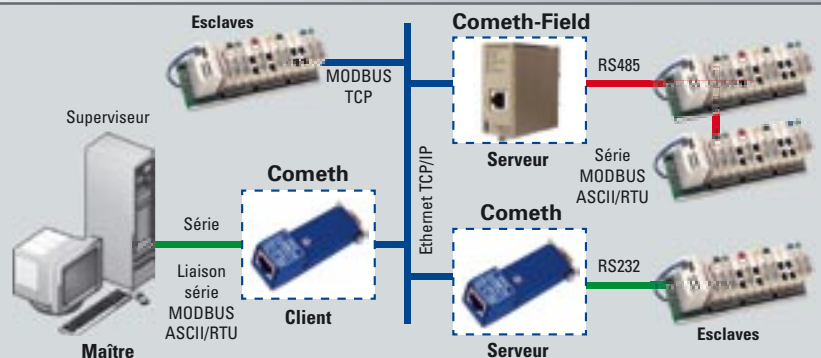 Esclaves
MODBUS
TCP
Cometh-Field
Serveur
RS485
Superviseur
Cometh
Série
Liaison
série
MODBUS
ASCII/RTU
Client
Maître
Ethernet TCP/IP
Série
MODBUS
ASCII/RTU
Cometh
Serveur
RS232
Esclaves